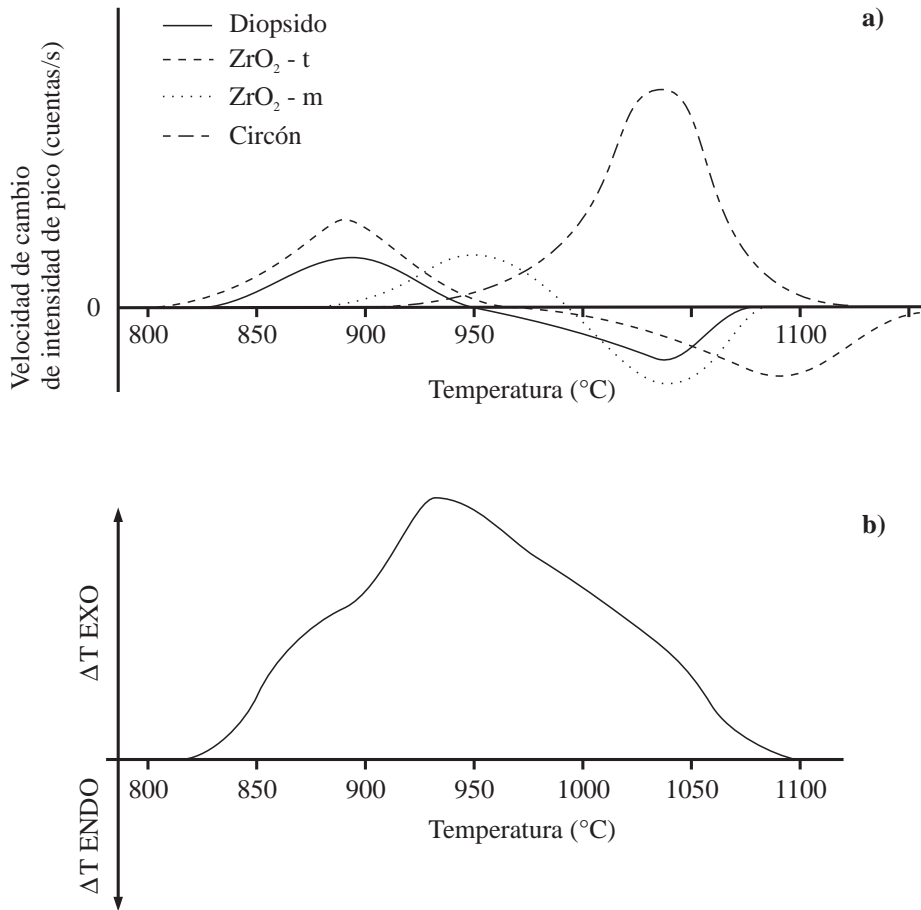 a)
Diopsido
ZrO₂ - t
ZrO₂ - m
Circón
Velocidad de cambio
de intensidad de pico (cuentas/s)
0
800 850 900 950 1100
Temperatura (°C)
b)
ΔT EXO
ΔT ENDO
800 850 900 950 1000 1050 1100
Temperatura (°C)